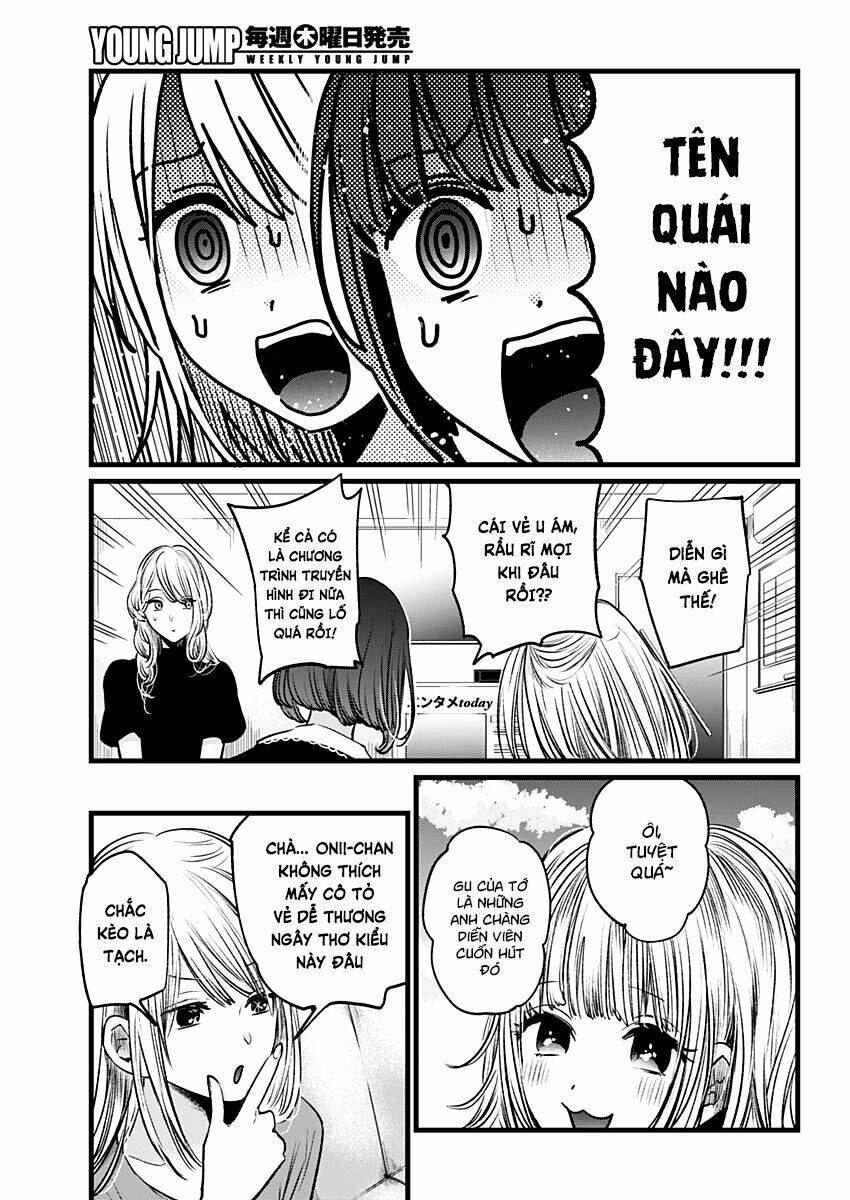 YOUNG JUMP 毎週木曜日発売
WEEKLY YOUNG JUMP
TÊN
QUÁI
NÀO
ĐÂY!!!
DIỄN GÌ
MÀ GHÊ
THẾ!
CÁI VẺ U ÁM,
RẦU RĨ MỌI
KHI ĐÂU
RỒI??
KỂ CẢ CÓ
LÀ CHƯƠNG
TRÌNH TRUYỀN
HÌNH ĐI NỮA
THÌ CŨNG LỐ
QUÁ RỒI!
エンタメtoday
ÔI,
TUYỆT
QUÁ~
GU CỦA TỚ
LÀ NHỮNG
ANH CHÀNG
DIỄN VIÊN
CUỐN HÚT
ĐÓ
CHÀ... ONII-CHAN
KHÔNG THÍCH
MẤY CÔ TỎ
VẺ DỄ THƯƠNG
NGÂY THƠ KIỂU
NÀY ĐÂU
CHẮC
KÈO LÀ
TẠCH.